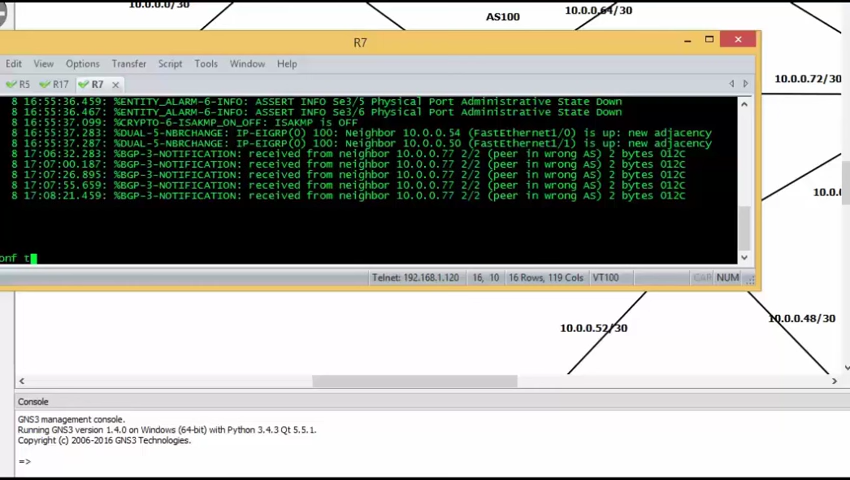 10.0.0.0/30
10.0.0.64/30
AS100
R7
Edit View Options Transfer Script Tools Window Help
10.0.0.72/30
R5 R17 R7
8 16:55:36.459: %ENTITY_ALARM-6-INFO: ASSERT INFO Se3/5 Physical Port Administrative State Down
8 16:55:36.467: %ENTITY_ALARM-6-INFO: ASSERT INFO Se3/6 Physical Port Administrative State Down
8 16:55:37.099: %CRYPTO-6-ISAKMP_ON_OFF: ISAKMP is OFF
8 16:55:37.283: %DUAL-5-NBRCHANGE: IP-EIGRP(0) 100: Neighbor 10.0.0.54 (FastEthernet1/0) is up: new adjacency
8 16:55:37.287: %DUAL-5-NBRCHANGE: IP-EIGRP(0) 100: Neighbor 10.0.0.50 (FastEthernet1/1) is up: new adjacency
8 17:06:32.283: %BGP-3-NOTIFICATION: received from neighbor 10.0.0.77 2/2 (peer in wrong AS) 2 bytes 012C
8 17:07:00.187: %BGP-3-NOTIFICATION: received from neighbor 10.0.0.77 2/2 (peer in wrong AS) 2 bytes 012C
8 17:07:26.895: %BGP-3-NOTIFICATION: received from neighbor 10.0.0.77 2/2 (peer in wrong AS) 2 bytes 012C
8 17:07:55.659: %BGP-3-NOTIFICATION: received from neighbor 10.0.0.77 2/2 (peer in wrong AS) 2 bytes 012C
8 17:08:21.459: %BGP-3-NOTIFICATION: received from neighbor 10.0.0.77 2/2 (peer in wrong AS) 2 bytes 012C
10.0.
onf t
Telnet: 192.168.1.120 16, 10 16 Rows, 119 Cols VT100 CAP NUM
10.0.0.48/30
10.0.0.52/30
Console
GNS3 management console.
Running GNS3 version 1.4.0 on Windows (64-bit) with Python 3.4.3 Qt 5.5.1.
Copyright (c) 2006-2016 GNS3 Technologies.
=>